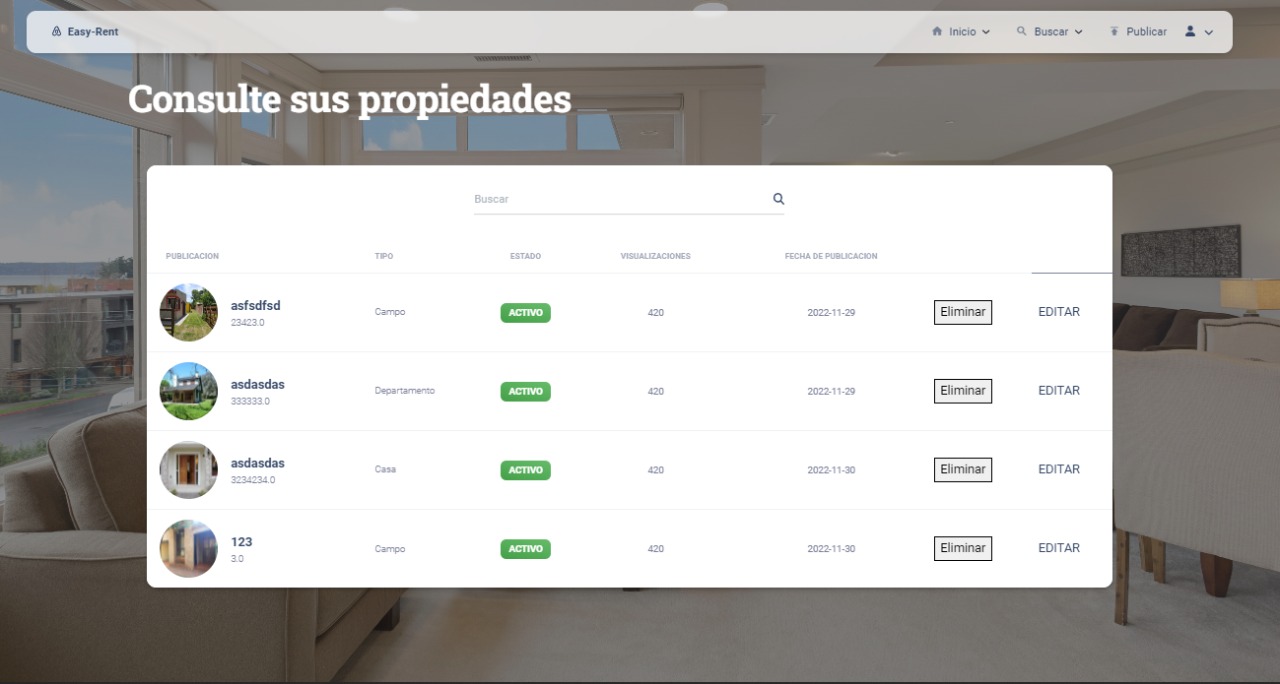 Easy-Rent Inicio Buscar Publicar
Consulte sus propiedades
Buscar
PUBLICACION TIPO ESTADO VISUALIZACIONES FECHA DE PUBLICACION
asfsdfsd
23423.0
Campo ACTIVO 420 2022-11-29 Eliminar EDITAR
asdasdas
333333.0
Departamento ACTIVO 420 2022-11-29 Eliminar EDITAR
asdasdas
3234234.0
Casa ACTIVO 420 2022-11-30 Eliminar EDITAR
123
3.0
Campo ACTIVO 420 2022-11-30 Eliminar EDITAR